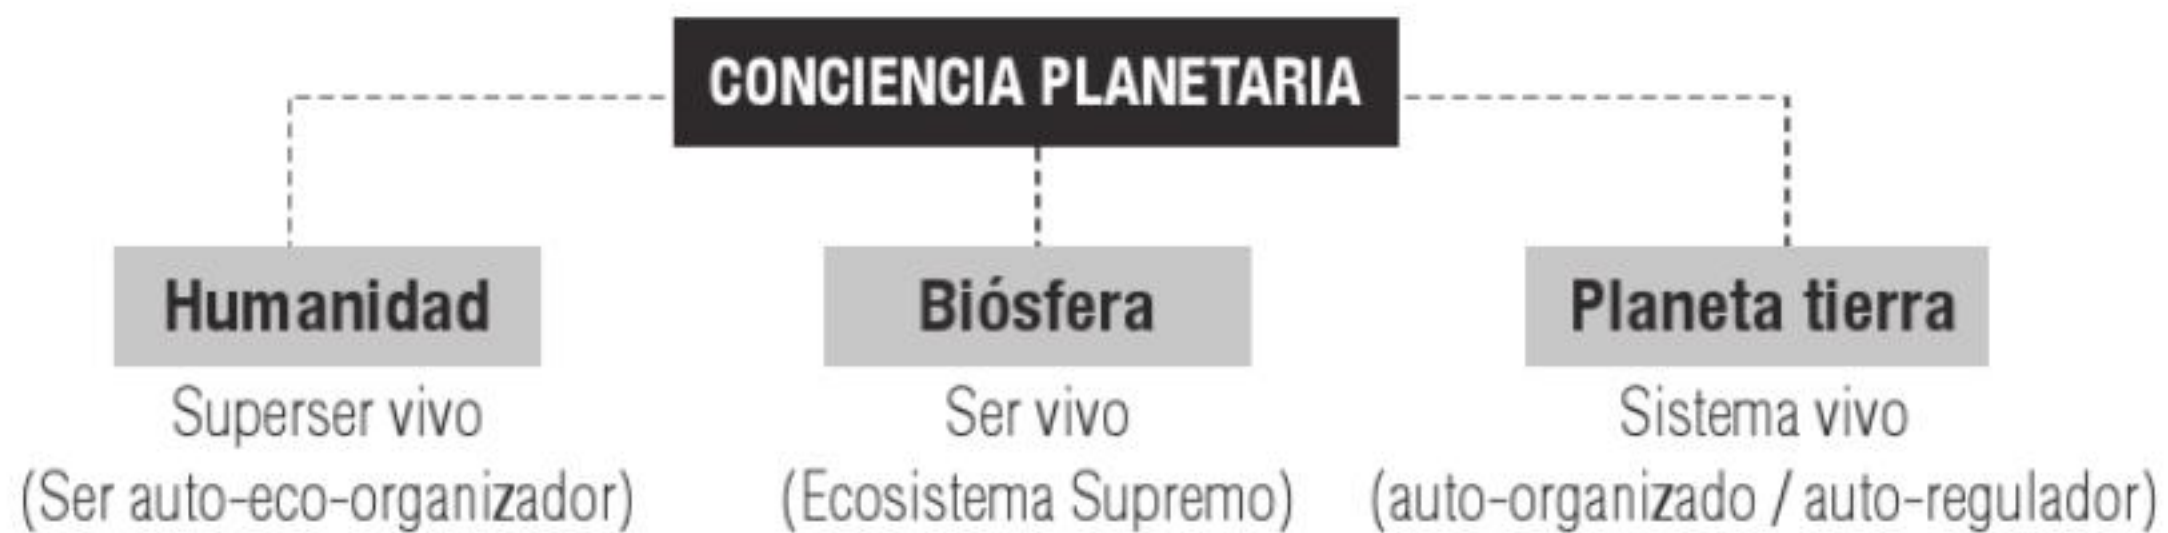 CONCIENCIA PLANETARIA
Humanidad
Superser vivo
(Ser auto-eco-organizador)
Biósfera
Ser vivo
(Ecosistema Supremo)
Planeta tierra
Sistema vivo
(auto-organizado / auto-regulador)